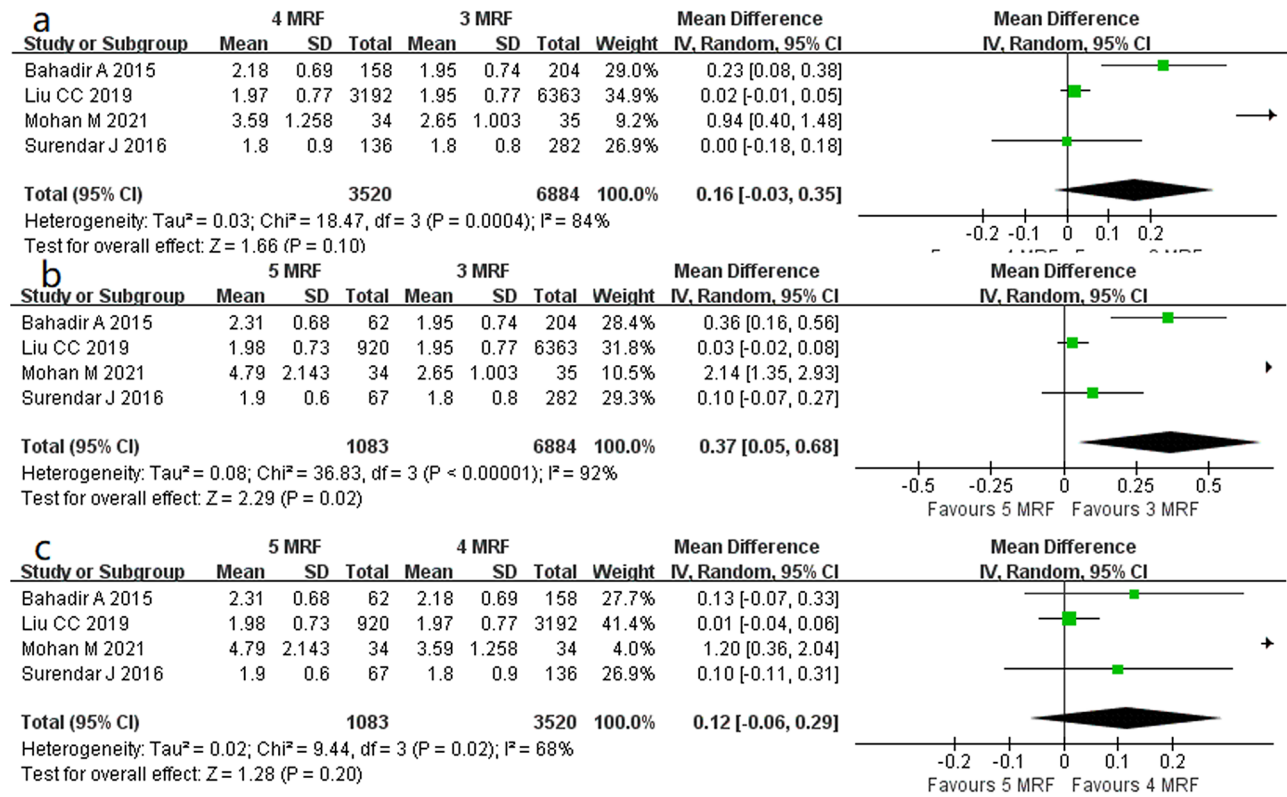 a
4 MRF 3 MRF Mean Difference Mean Difference
Study or Subgroup Mean SD Total Mean SD Total Weight IV, Random, 95% CI IV, Random, 95% CI
Bahadir A 2015 2.18 0.69 158 1.95 0.74 204 29.0% 0.23 [0.08, 0.38]
Liu CC 2019 1.97 0.77 3192 1.95 0.77 6363 34.9% 0.02 [-0.01, 0.05]
Mohan M 2021 3.59 1.258 34 2.65 1.003 35 9.2% 0.94 [0.40, 1.48]
Surendar J 2016 1.8 0.9 136 1.8 0.8 282 26.9% 0.00 [-0.18, 0.18]
Total (95% CI) 3520 6884 100.0% 0.16 [-0.03, 0.35]
Heterogeneity: Tau² = 0.03; Chi² = 18.47, df = 3 (P = 0.0004); I² = 84%
-0.2 -0.1 0 0.1 0.2
Test for overall effect: Z = 1.66 (P = 0.10)
b
5 MRF 3 MRF Mean Difference Mean Difference
Study or Subgroup Mean SD Total Mean SD Total Weight IV, Random, 95% CI IV, Random, 95% CI
Bahadir A 2015 2.31 0.68 62 1.95 0.74 204 28.4% 0.36 [0.16, 0.56]
Liu CC 2019 1.98 0.73 920 1.95 0.77 6363 31.8% 0.03 [-0.02, 0.08]
Mohan M 2021 4.79 2.143 34 2.65 1.003 35 10.5% 2.14 [1.35, 2.93]
Surendar J 2016 1.9 0.6 67 1.8 0.8 282 29.3% 0.10 [-0.07, 0.27]
Total (95% CI) 1083 6884 100.0% 0.37 [0.05, 0.68]
Heterogeneity: Tau² = 0.08; Chi² = 36.83, df = 3 (P < 0.00001); I² = 92%
-0.5 -0.25 0 0.25 0.5
Test for overall effect: Z = 2.29 (P = 0.02)
Favours 5 MRF Favours 3 MRF
c
5 MRF 4 MRF Mean Difference Mean Difference
Study or Subgroup Mean SD Total Mean SD Total Weight IV, Random, 95% CI IV, Random, 95% CI
Bahadir A 2015 2.31 0.68 62 2.18 0.69 158 27.7% 0.13 [-0.07, 0.33]
Liu CC 2019 1.98 0.73 920 1.97 0.77 3192 41.4% 0.01 [-0.04, 0.06]
Mohan M 2021 4.79 2.143 34 3.59 1.258 34 4.0% 1.20 [0.36, 2.04]
Surendar J 2016 1.9 0.6 67 1.8 0.9 136 26.9% 0.10 [-0.11, 0.31]
Total (95% CI) 1083 3520 100.0% 0.12 [-0.06, 0.29]
Heterogeneity: Tau² = 0.02; Chi² = 9.44, df = 3 (P = 0.02); I² = 68%
-0.2 -0.1 0 0.1 0.2
Test for overall effect: Z = 1.28 (P = 0.20)
Favours 5 MRF Favours 4 MRF